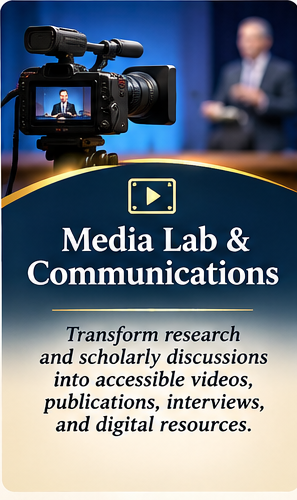 Media Lab &
Communications
Transform research
and scholarly discussions
into accessible videos,
publications, interviews,
and digital resources.